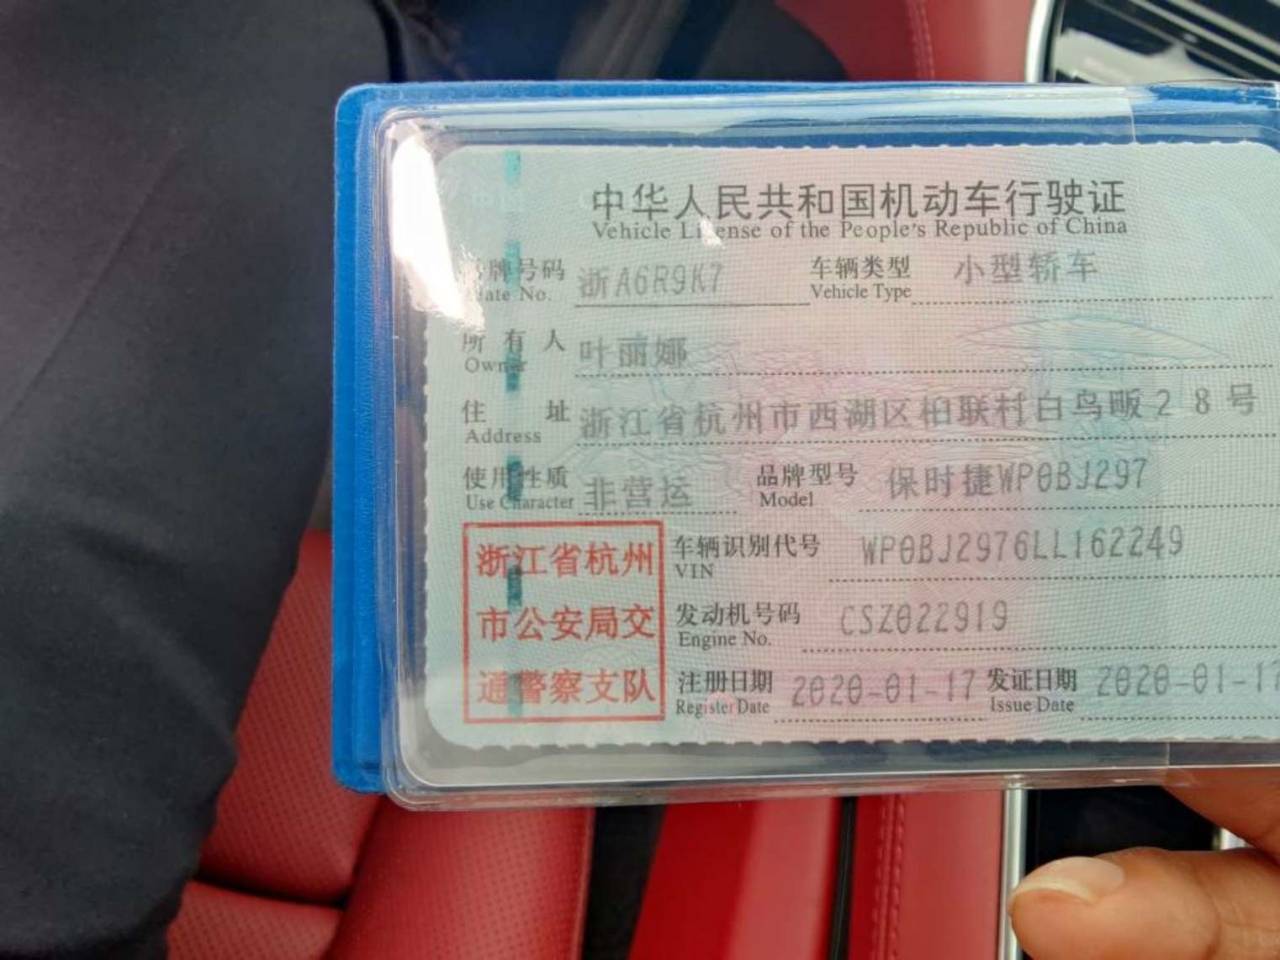 中华人民共和国机动车行驶证
Vehicle License of the People's Republic of China
号牌号码 浙A6R9K7 车辆类型 小型轿车
Plate No. Vehicle Type
所有人 叶丽娜
Owner
住址 浙江省杭州市西湖区柏联村白鸟畈28号
Address
使用性质 非营运 品牌型号 保时捷WP0BJ297
Use Character Model
浙江省杭州
市公安局交
通警察支队
车辆识别代号 WP0BJ2976LL162249
VIN
发动机号码 CSZ022919
Engine No.
注册日期 2020-01-17 发证日期 2020-01-17
Register Date Issue Date